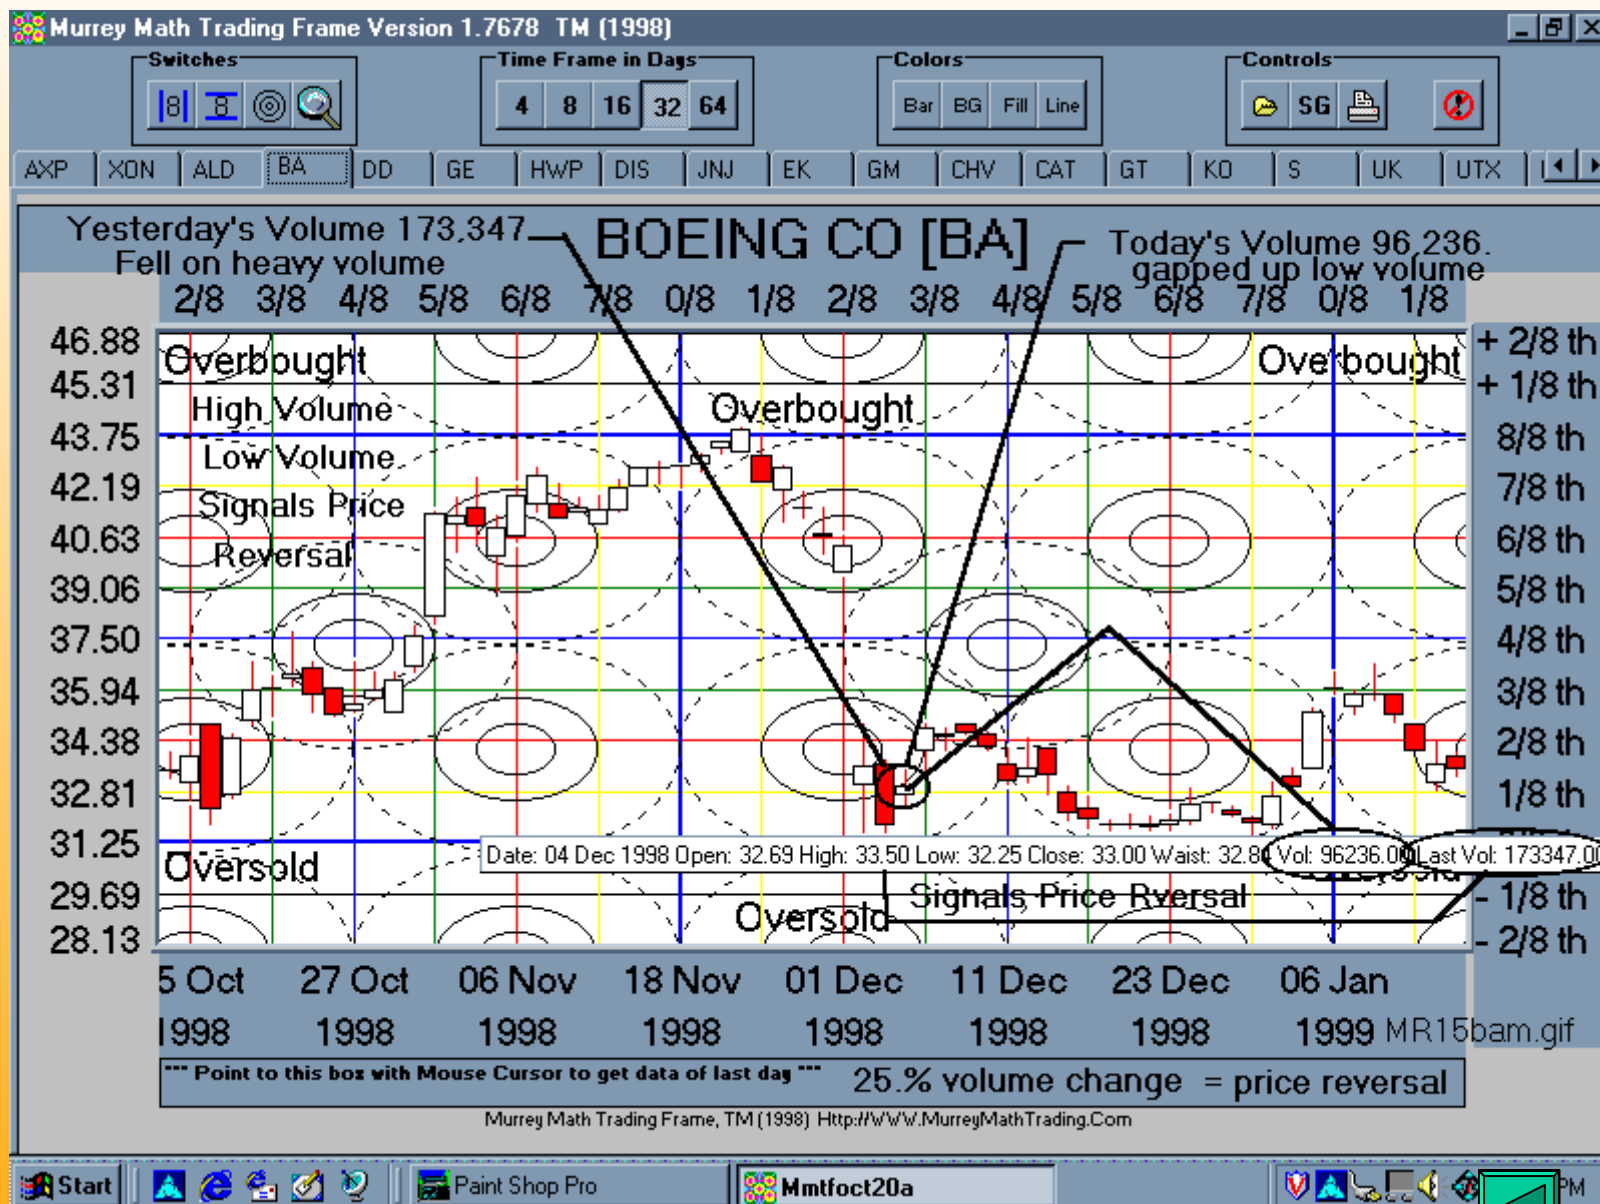 Murrey Math Trading Frame Version 1.7678 TM (1998)
Switches
Time Frame in Days
Colors
Controls
8 8
4 8 16 32 64
Bar BG Fill Line
SG
AXP XON ALD BA DD GE HWP DIS JNJ EK GM CHV CAT GT KO S UK UTX
Yesterday's Volume 173,347
Fell on heavy volume
BOEING CO [BA]
Today's Volume 96,236.
gapped up low volume
2/8 3/8 4/8 5/8 6/8 7/8 0/8 1/8 2/8 3/8 4/8 5/8 6/8 7/8 0/8 1/8
46.88 Overbought Overbought + 2/8 th
45.31 + 1/8 th
High Volume Overbought
43.75 8/8 th
Low Volume
42.19 7/8 th
Signals Price
40.63 6/8 th
Reversal
39.06 5/8 th
37.50 4/8 th
35.94 3/8 th
34.38 2/8 th
32.81 1/8 th
31.25
Date: 04 Dec 1998 Open: 32.69 High: 33.50 Low: 32.25 Close: 33.00 Waist: 32.8 Vol: 96236.00 Last Vol: 173347.00
Oversold
29.69 Signals Price Rversal - 1/8 th
Oversold
28.13 - 2/8 th
5 Oct 27 Oct 06 Nov 18 Nov 01 Dec 11 Dec 23 Dec 06 Jan
1998 1998 1998 1998 1998 1998 1998 1999 MR15bam.gif
*** Point to this box with Mouse Cursor to get data of last day *** 25.% volume change = price reversal
Murrey Math Trading Frame, TM (1998) Http://WWW.MurreyMathTrading.Com
Start Paint Shop Pro Mmtfoct20a PM